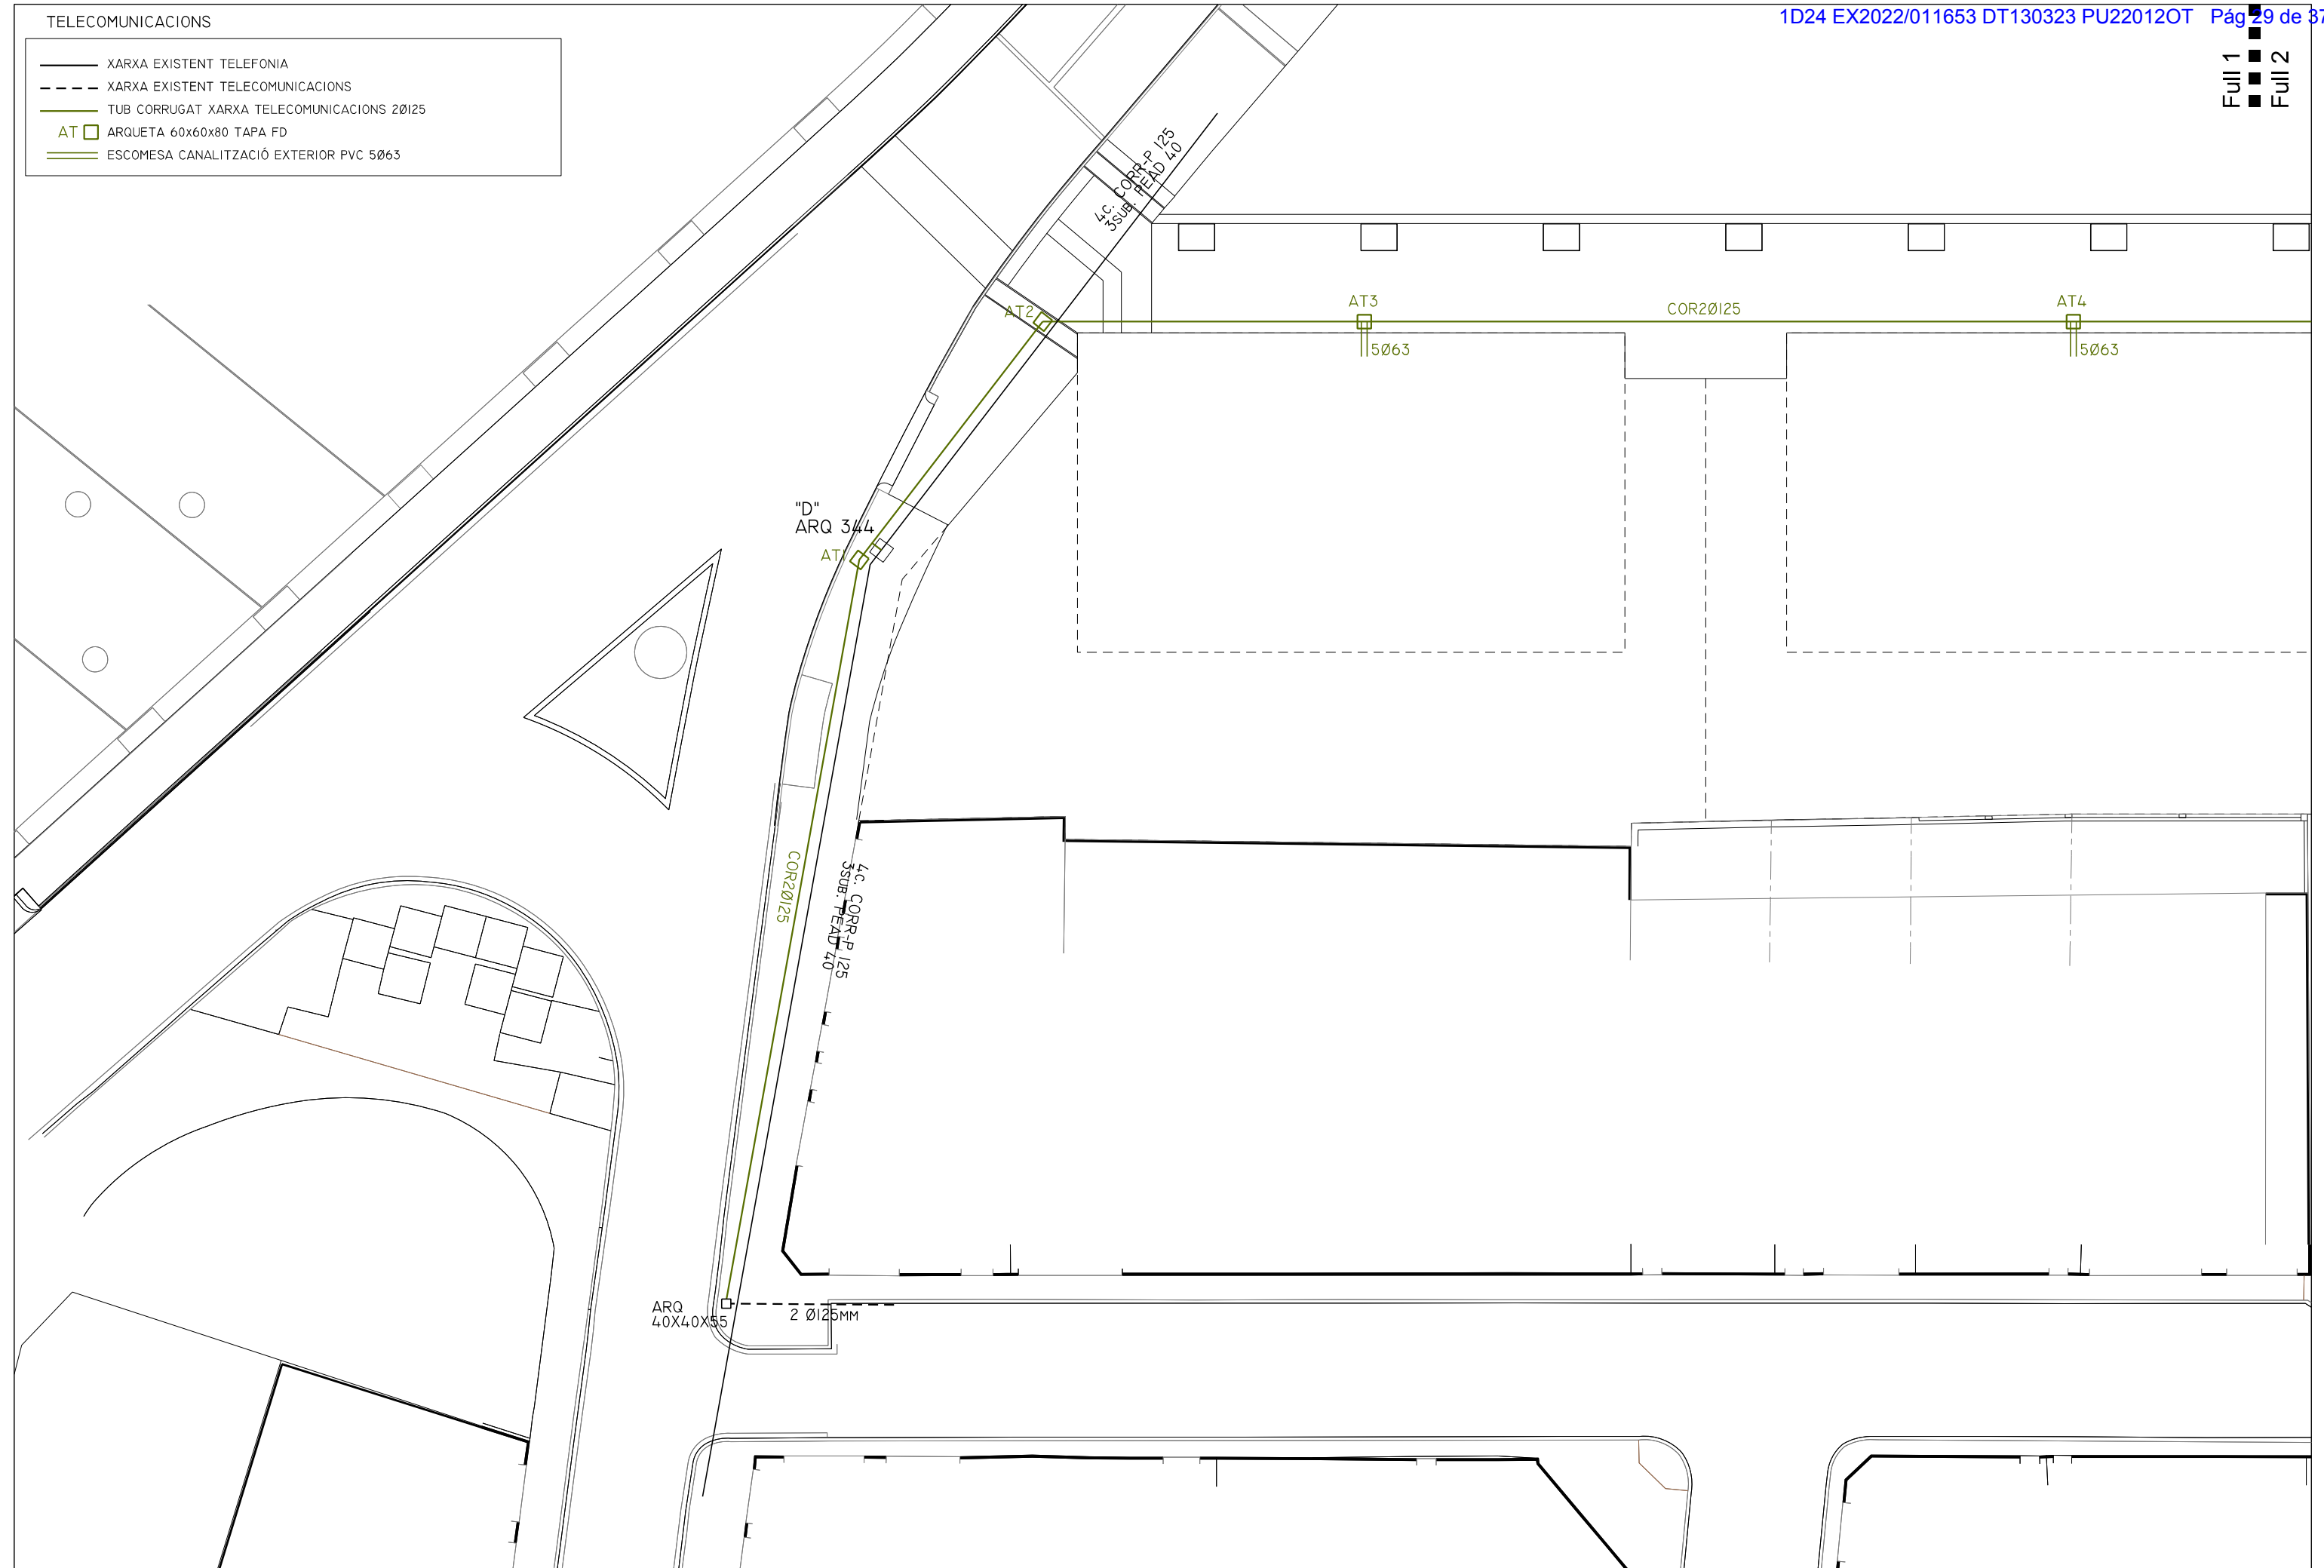 TELECOMUNICACIONS
1D24 EX2022/011653 DT130323 PU22012OT Pág 29 de 37
XARXA EXISTENT TELEFONIA
XARXA EXISTENT TELECOMUNICACIONS
TUB CORRUGAT XARXA TELECOMUNICACIONS 2Ø125
AT ARQUETA 60x60x80 TAPA FD
ESCOMESA CANALITZACIÓ EXTERIOR PVC 5Ø63
Full 1
Full 2
4C. CORR-P 125
3SUB. PEAD 40
AT2
AT3
COR2Ø125
AT4
5Ø63
5Ø63
"D"
ARQ 344
AT1
COR2Ø125
4C. CORR-P 125
3SUB. PEAD 40
ARQ
40X40X55
2 Ø125MM